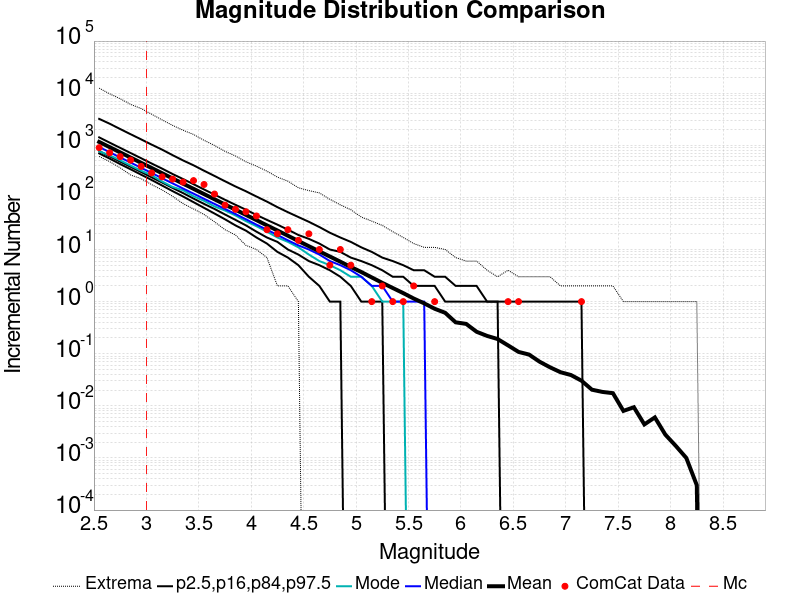 Magnitude Distribution Comparison
10^5
10^4
10^3
10^2
10^1
10^0
10^-1
10^-2
10^-3
10^-4
Incremental Number
2.5 3 3.5 4 4.5 5 5.5 6 6.5 7 7.5 8 8.5
Magnitude
Extrema p2.5,p16,p84,p97.5 Mode Median Mean ComCat Data Mc